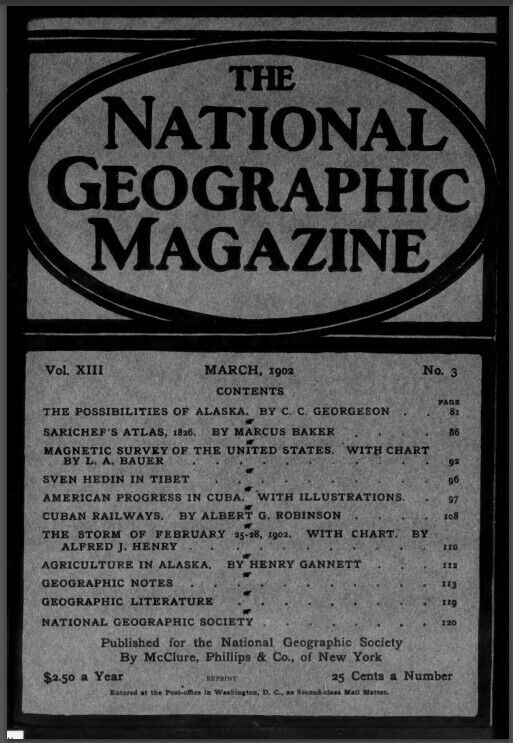 THE
NATIONAL
GEOGRAPHIC
MAGAZINE
Vol. XIII MARCH, 1902 No. 3
CONTENTS
PAGE
THE POSSIBILITIES OF ALASKA. BY C. C. GEORGESON . . 81
SARICHEF'S ATLAS, 1826. BY MARCUS BAKER . . . . 86
MAGNETIC SURVEY OF THE UNITED STATES. WITH CHART
BY L. A. BAUER . . . . . . . . 92
SVEN HEDIN IN TIBET . . . . . . . 96
AMERICAN PROGRESS IN CUBA. WITH ILLUSTRATIONS. . 97
CUBAN RAILWAYS. BY ALBERT G. ROBINSON . . . . 108
THE STORM OF FEBRUARY 25-28, 1902. WITH CHART. BY
ALFRED J. HENRY . . . . . . . . 110
AGRICULTURE IN ALASKA. BY HENRY GANNETT . . . 112
GEOGRAPHIC NOTES . . . . . . . . 113
GEOGRAPHIC LITERATURE . . . . . . 119
NATIONAL GEOGRAPHIC SOCIETY . . . . . 120
Published for the National Geographic Society
By McClure, Phillips & Co., of New York
$2.50 a Year REPRINT 25 Cents a Number
Entered at the Post-office in Washington, D. C., as Second-class Mail Matter.